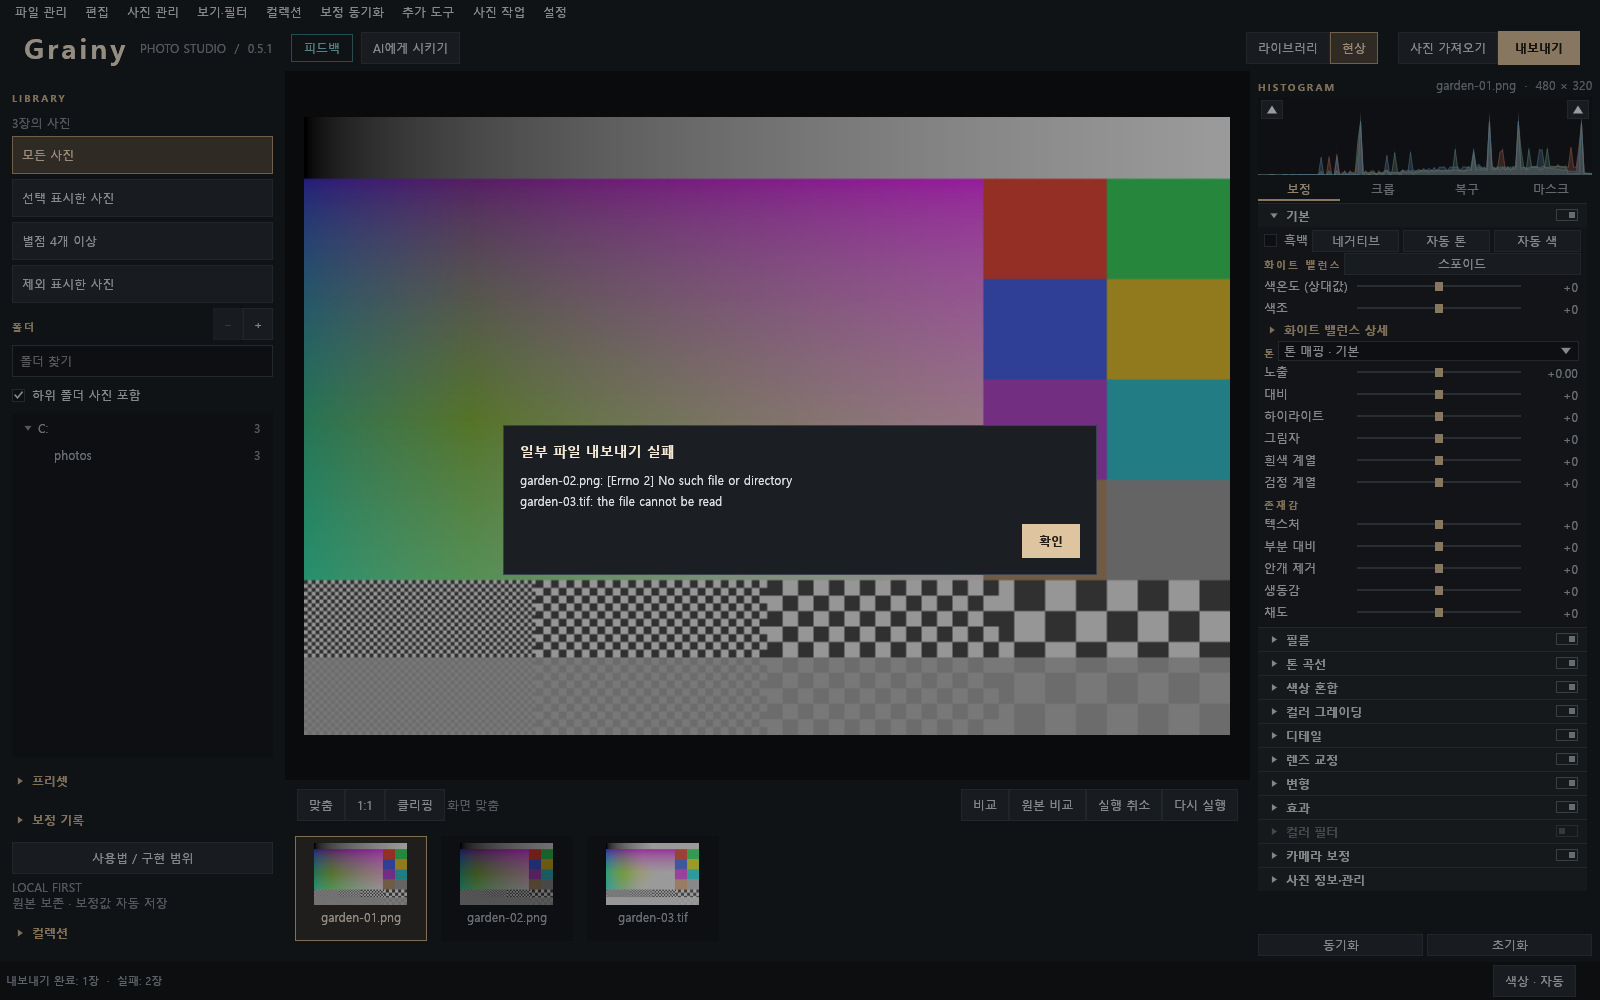 파일 관리 편집 사진 관리 보기·필터 컬렉션 보정 동기화 추가 도구 사진 작업 설정
Grainy PHOTO STUDIO / 0.5.1 피드백 AI에게 시키기 라이브러리 현상 사진 가져오기 내보내기
LIBRARY
3장의 사진
모든 사진
선택 표시한 사진
별점 4개 이상
제외 표시한 사진
폴더 − +
폴더 찾기
하위 폴더 사진 포함
C: 3
photos 3
프리셋
보정 기록
사용법 / 구현 범위
LOCAL FIRST
원본 보존 · 보정값 자동 저장
컬렉션
일부 파일 내보내기 실패
garden-02.png: [Errno 2] No such file or directory
garden-03.tif: the file cannot be read
확인
맞춤 1:1 클리핑 화면 맞춤 비교 원본 비교 실행 취소 다시 실행
garden-01.png garden-02.png garden-03.tif
HISTOGRAM garden-01.png · 480 × 320
보정 크롭 복구 마스크
기본
흑백 네거티브 자동 톤 자동 색
화이트 밸런스 스포이드
색온도 (상대값) +0
색조 +0
화이트 밸런스 상세
톤 톤 매핑 · 기본
노출 +0.00
대비 +0
하이라이트 +0
그림자 +0
흰색 계열 +0
검정 계열 +0
존재감
텍스처 +0
부분 대비 +0
안개 제거 +0
생동감 +0
채도 +0
필름
톤 곡선
색상 혼합
컬러 그레이딩
디테일
렌즈 교정
변형
효과
컬러 필터
카메라 보정
사진 정보·관리
동기화 초기화
내보내기 완료: 1장 · 실패: 2장 색상 · 자동